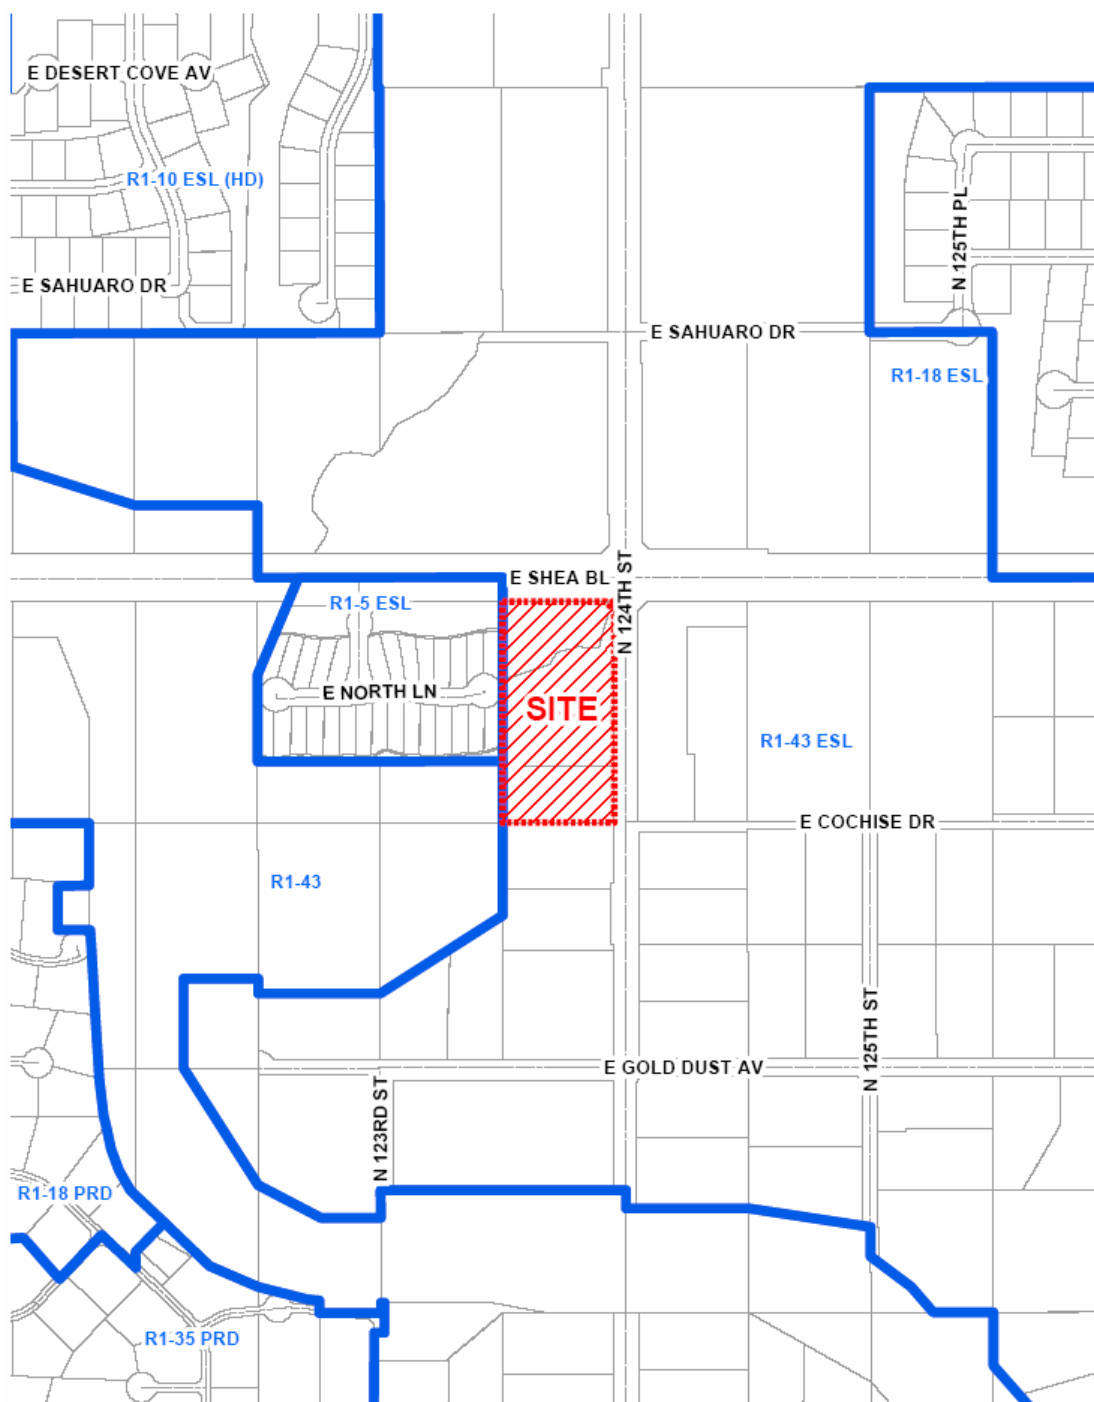 E DESERT COVE AV
R1-10 ESL (HD)
N 125TH PL
E SAHUARO DR
E SAHUARO DR
R1-18 ESL
E SHEA BL
N 124TH ST
R1-5 ESL
E NORTH LN
SITE
R1-43 ESL
E COCHISE DR
R1-43
N 125TH ST
E GOLD DUST AV
N 123RD ST
R1-18 PRD
R1-35 PRD